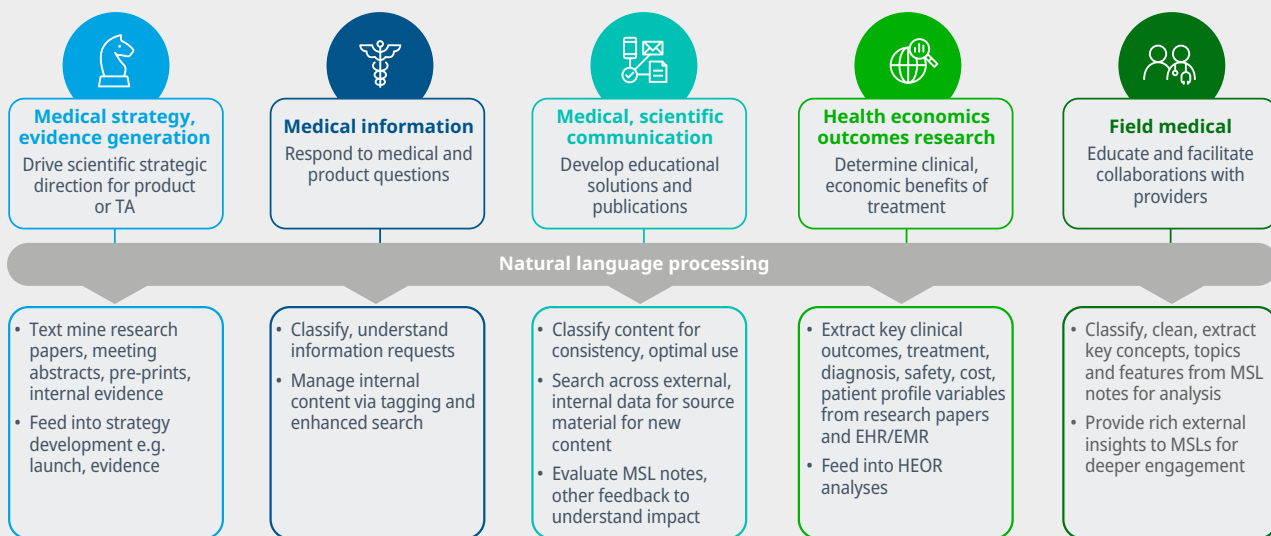 Medical strategy,
evidence generation
Drive scientific strategic
direction for product
or TA
Medical information
Respond to medical and
product questions
Medical, scientific
communication
Develop educational
solutions and
publications
Health economics
outcomes research
Determine clinical,
economic benefits of
treatment
Field medical
Educate and facilitate
collaborations with
providers
Natural language processing
• Text mine research
papers, meeting
abstracts, pre-prints,
internal evidence
• Feed into strategy
development e.g.
launch, evidence
• Classify, understand
information requests
• Manage internal
content via tagging and
enhanced search
• Classify content for
consistency, optimal use
• Search across external,
internal data for source
material for new
content
• Evaluate MSL notes,
other feedback to
understand impact
• Extract key clinical
outcomes, treatment,
diagnosis, safety, cost,
patient profile variables
from research papers
and EHR/EMR
• Feed into HEOR
analyses
• Classify, clean, extract
key concepts, topics
and features from MSL
notes for analysis
• Provide rich external
insights to MSLs for
deeper engagement